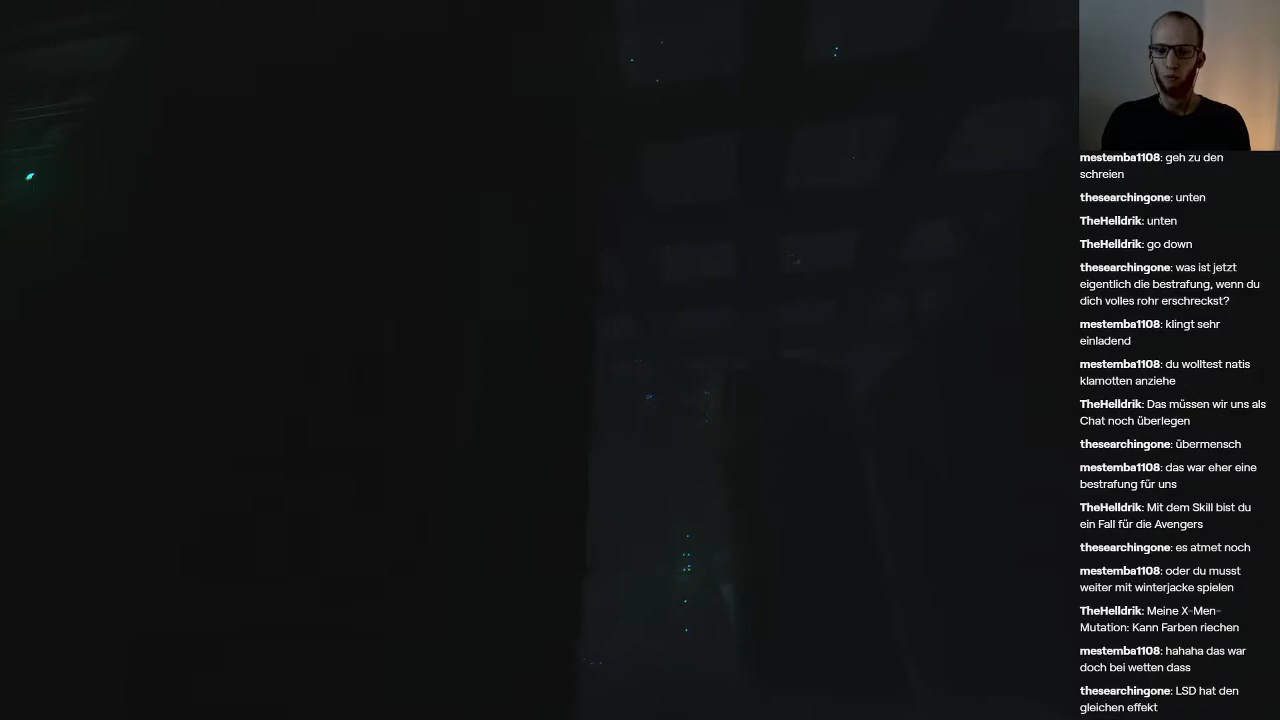 mestemba1108: geh zu den
schreien
thesearchingone: unten
TheHelldrik: unten
TheHelldrik: go down
thesearchingone: was ist jetzt
eigentlich die bestrafung, wenn du
dich volles rohr erschreckst?
mestemba1108: klingt sehr
einladend
mestemba1108: du wolltest natis
klamotten anziehe
TheHelldrik: Das müssen wir uns als
Chat noch überlegen
thesearchingone: übermensch
mestemba1108: das war eher eine
bestrafung für uns
TheHelldrik: Mit dem Skill bist du
ein Fall für die Avengers
thesearchingone: es atmet noch
mestemba1108: oder du musst
weiter mit winterjacke spielen
TheHelldrik: Meine X-Men-
Mutation: Kann Farben riechen
mestemba1108: hahaha das war
doch bei wetten dass
thesearchingone: LSD hat den
gleichen effekt